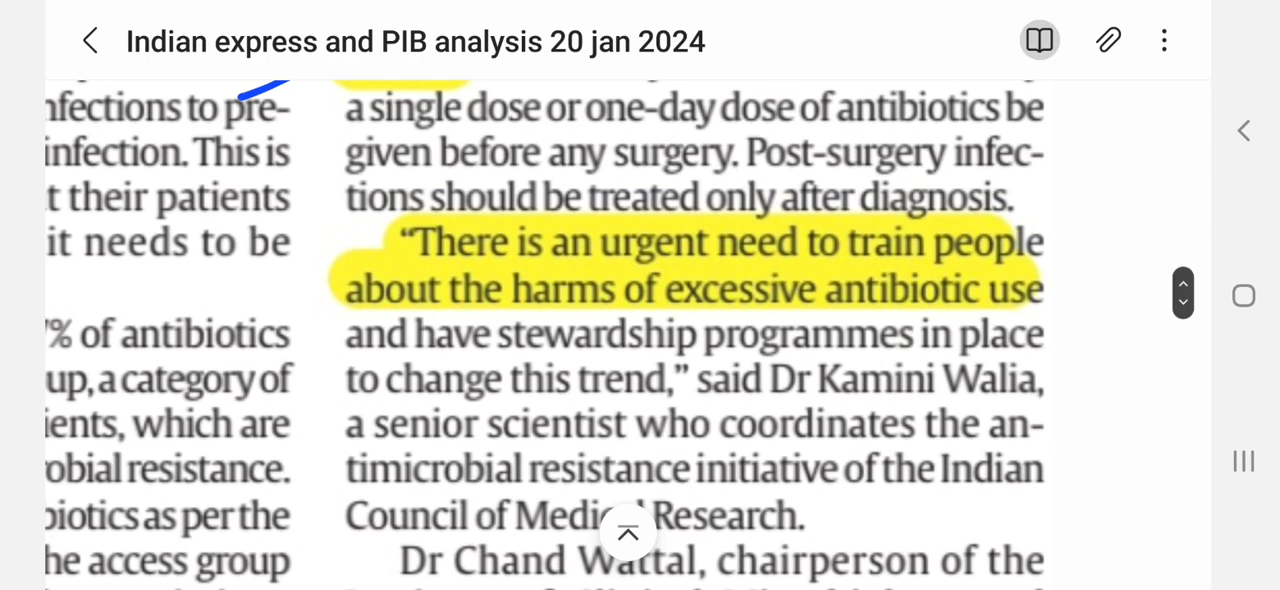 Indian express and PIB analysis 20 jan 2024
nfections to pre-
infection. This is
t their patients
it needs to be
% of antibiotics
up, a category of
ients, which are
obial resistance.
biotics as per the
he access group
a single dose or one-day dose of antibiotics be
given before any surgery. Post-surgery infec-
tions should be treated only after diagnosis.
“There is an urgent need to train people
about the harms of excessive antibiotic use
and have stewardship programmes in place
to change this trend,” said Dr Kamini Walia,
a senior scientist who coordinates the an-
timicrobial resistance initiative of the Indian
Council of Medical Research.
Dr Chand Wattal, chairperson of the